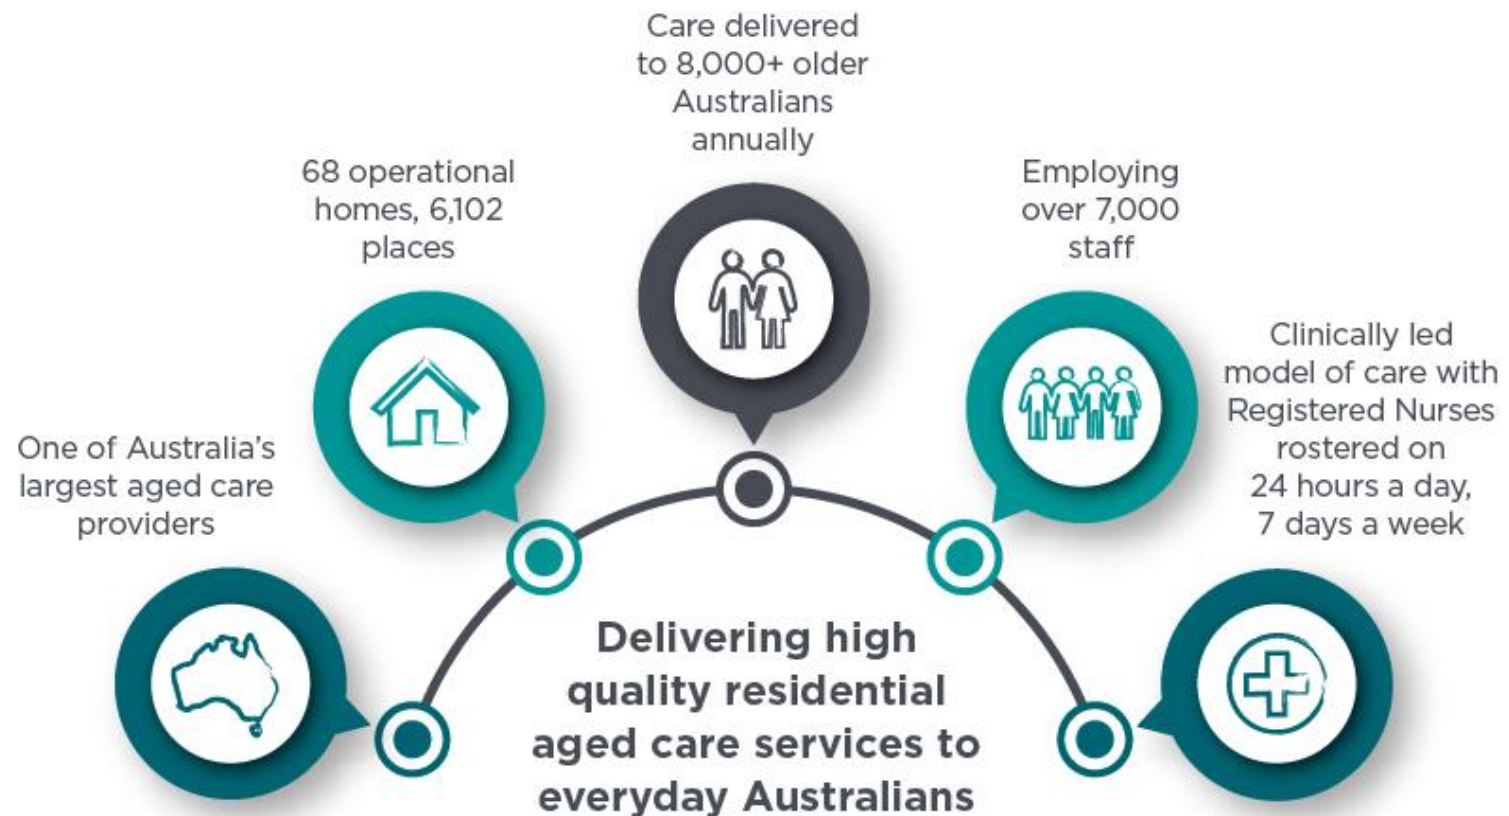 One of Australia's
largest aged care
providers
68 operational
homes, 6,102
places
Care delivered
to 8,000+ older
Australians
annually
Employing
over 7,000
staff
Clinically led
model of care with
Registered Nurses
rostered on
24 hours a day,
7 days a week
Delivering high
quality residential
aged care services to
everyday Australians